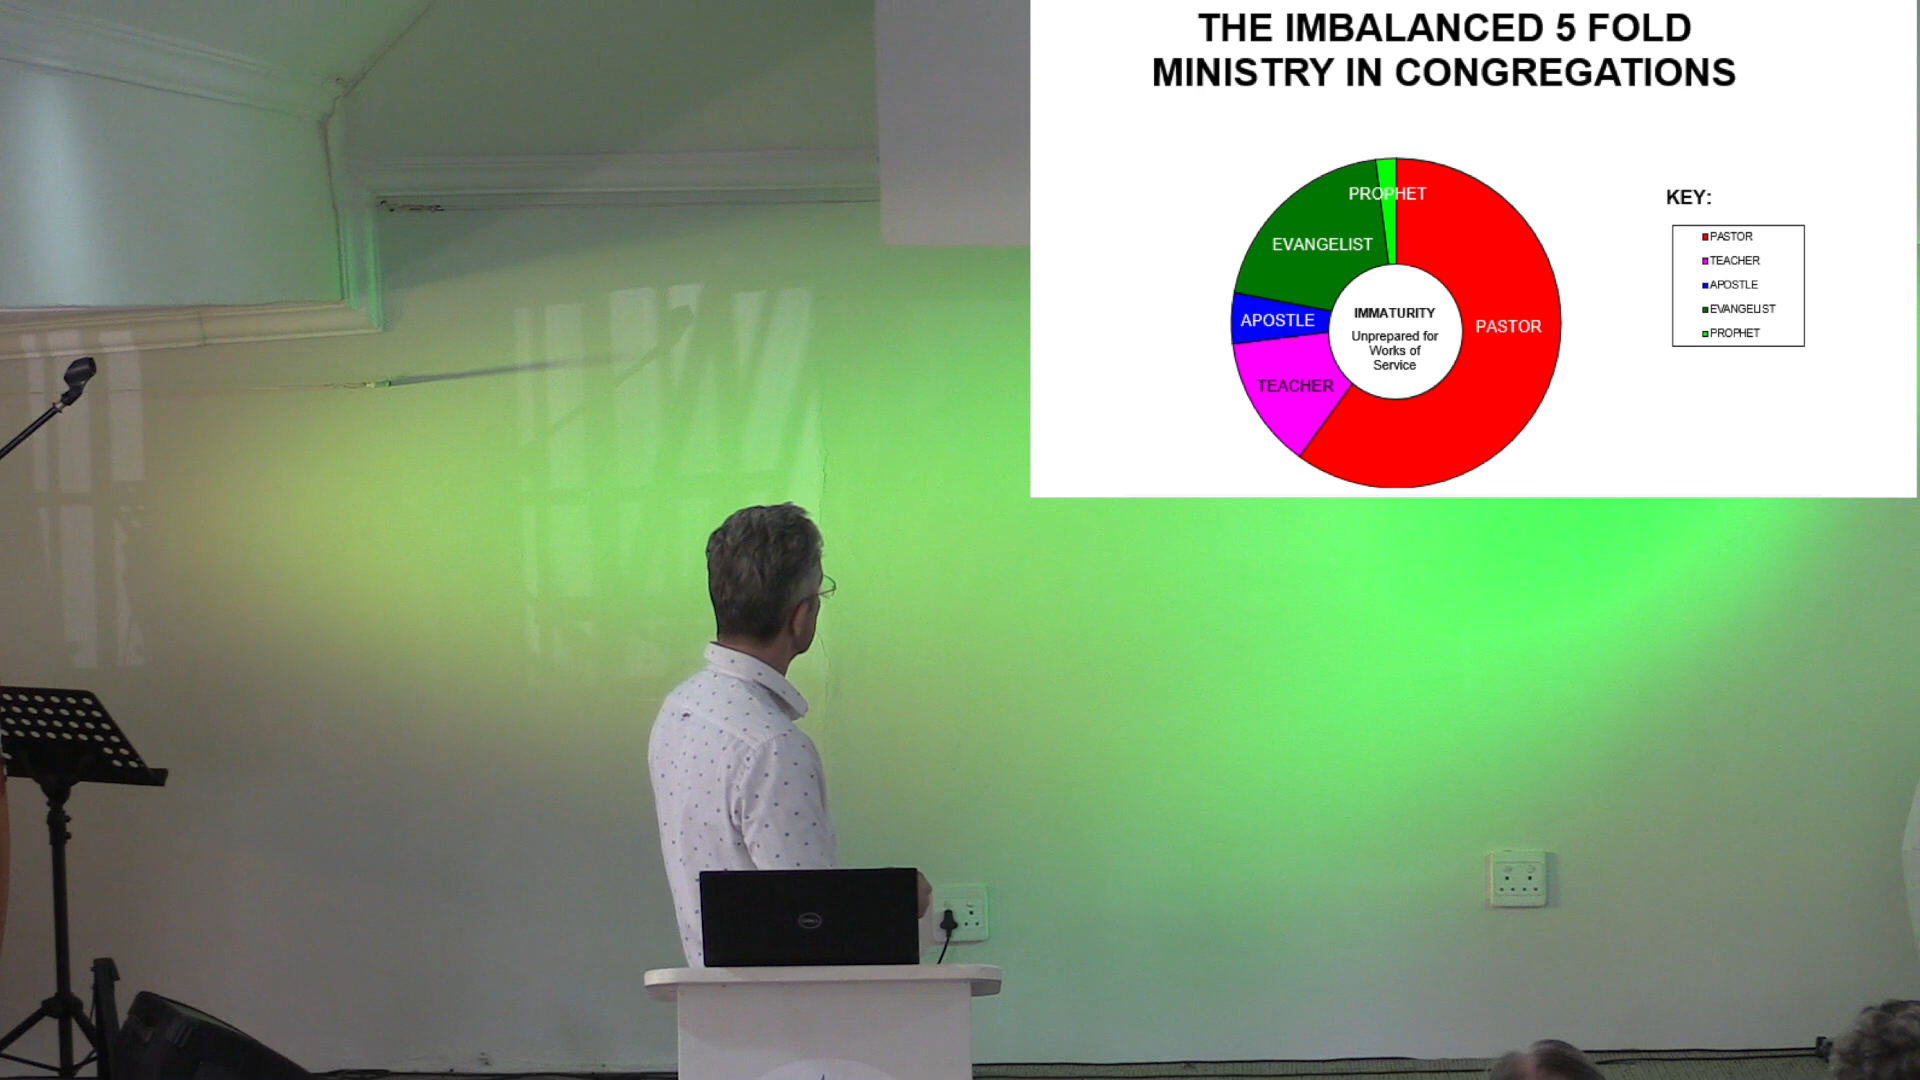 THE IMBALANCED 5 FOLD
MINISTRY IN CONGREGATIONS
PROPHET
EVANGELIST
APOSTLE
TEACHER
PASTOR
IMMATURITY
Unprepared for
Works of
Service
KEY:
PASTOR
TEACHER
APOSTLE
EVANGELIST
PROPHET
DELL